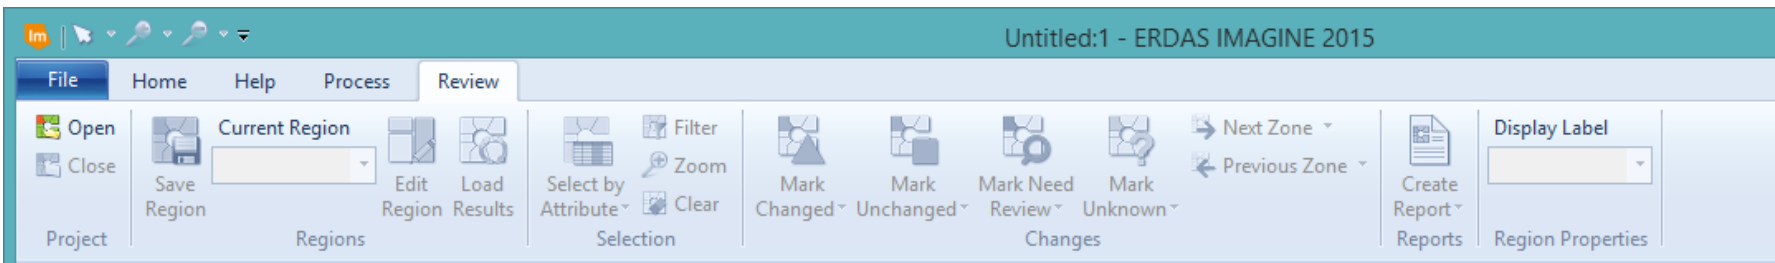 Im
Untitled:1 - ERDAS IMAGINE 2015
File Home Help Process Review
Open
Close
Project
Save
Region
Current Region
Edit
Region
Load
Results
Regions
Select by
Attribute
Filter
Zoom
Clear
Selection
Mark
Changed
Mark
Unchanged
Mark Need
Review
Mark
Unknown
Next Zone
Previous Zone
Changes
Create
Report
Reports
Display Label
Region Properties